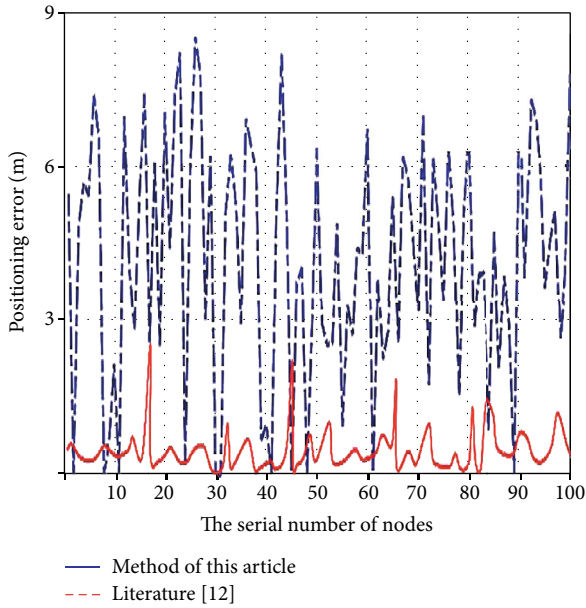 9
6
3
Positioning error (m)
10 20 30 40 50 60 70 80 90 100
The serial number of nodes
Method of this article
Literature [12]